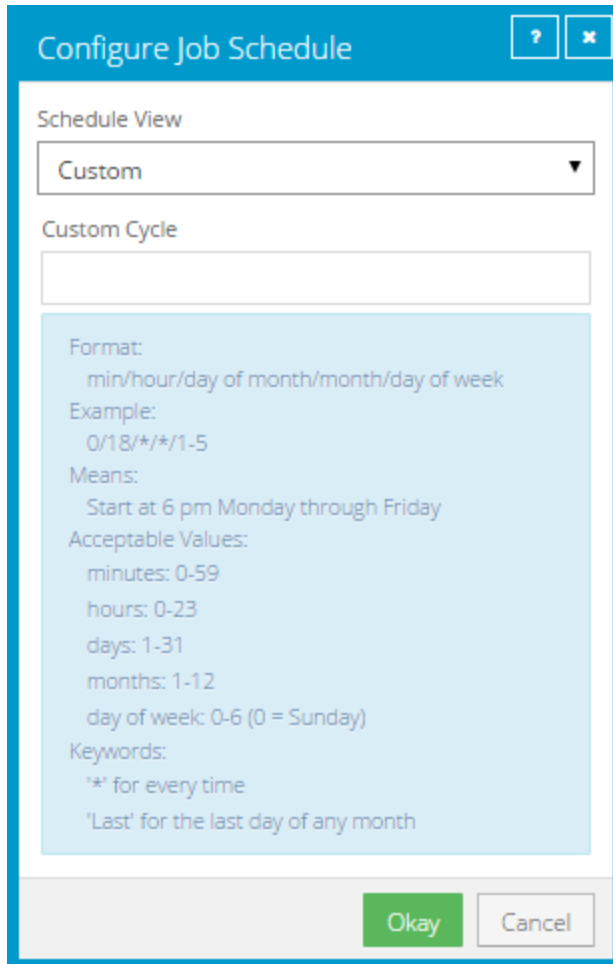 Configure Job Schedule
?
x
Schedule View
Custom
Custom Cycle
Format:
min/hour/day of month/month/day of week
Example:
0/18/*/*/1-5
Means:
Start at 6 pm Monday through Friday
Acceptable Values:
minutes: 0-59
hours: 0-23
days: 1-31
months: 1-12
day of week: 0-6 (0 = Sunday)
Keywords:
'*' for every time
'Last' for the last day of any month
Okay
Cancel